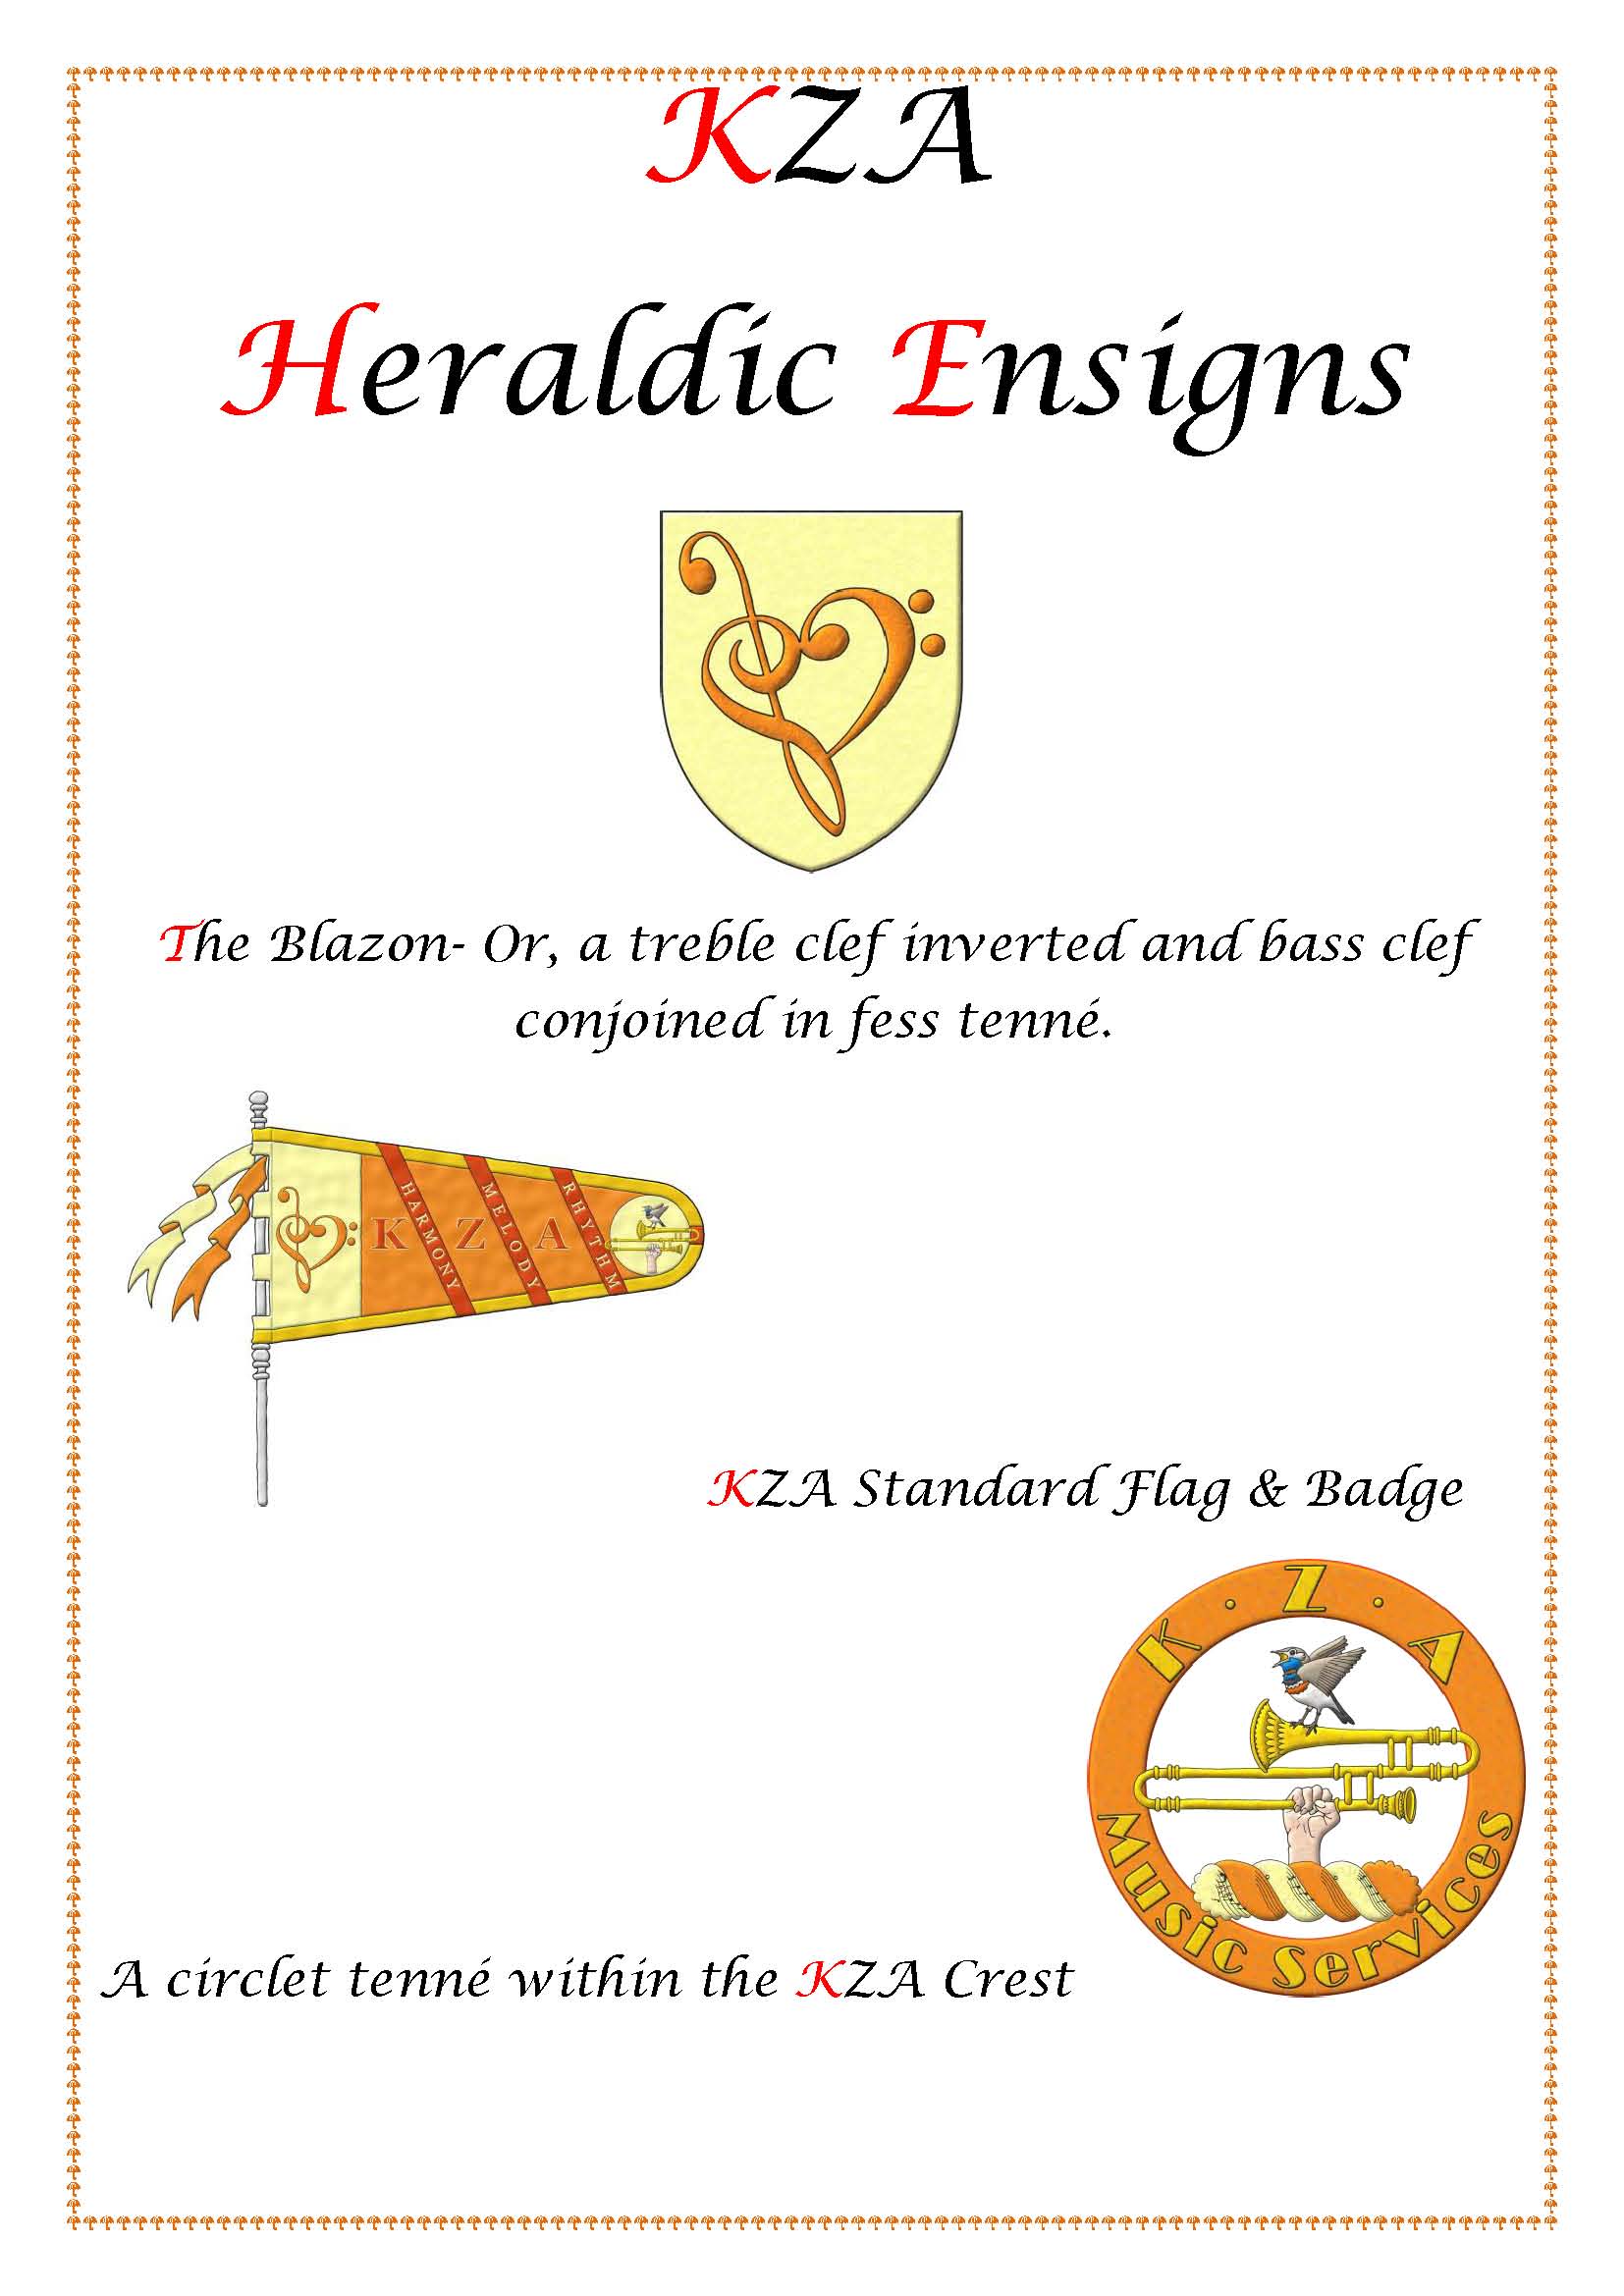 KZA
Heraldic Ensigns
The Blazon- Or, a treble clef inverted and bass clef
conjoined in fess tenné.
K Z A
HARMONY
MELODY
RHYTHM
KZA Standard Flag & Badge
K · Z · A
Music Services
A circlet tenné within the KZA Crest